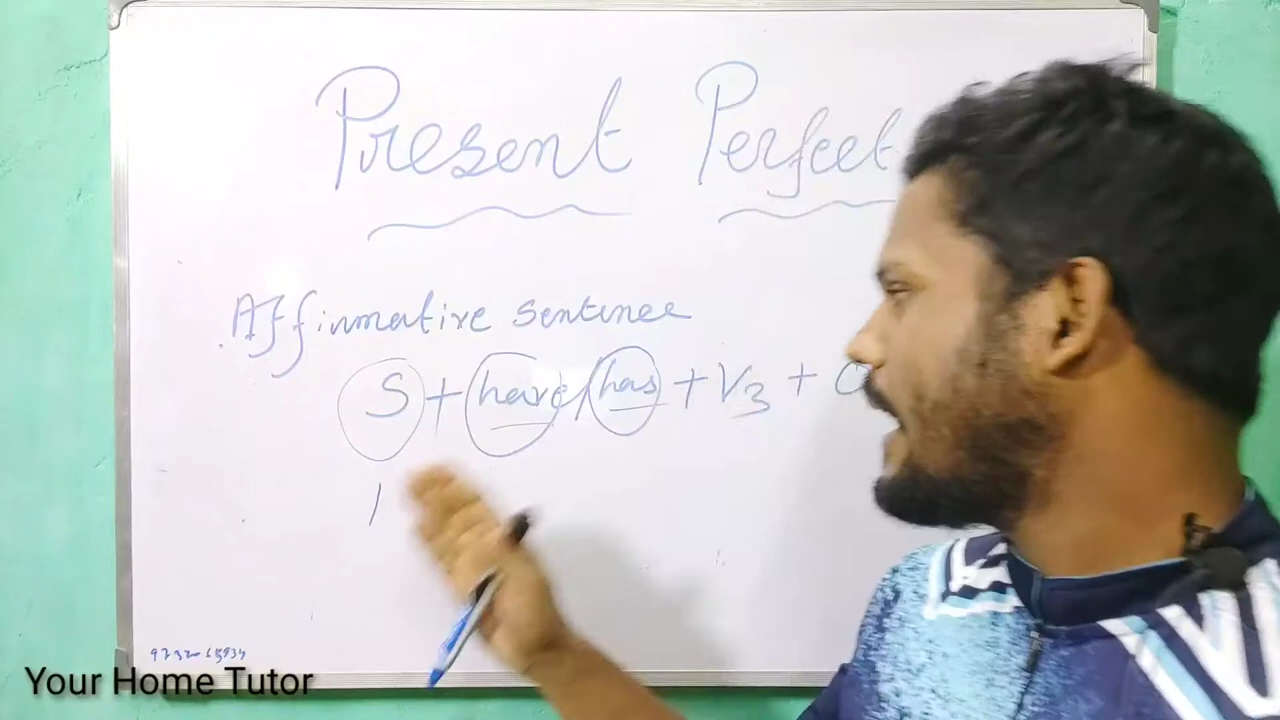 Present Perfect
Affirmative Sentence
S + have/has + V3 +
I
Your Home Tutor